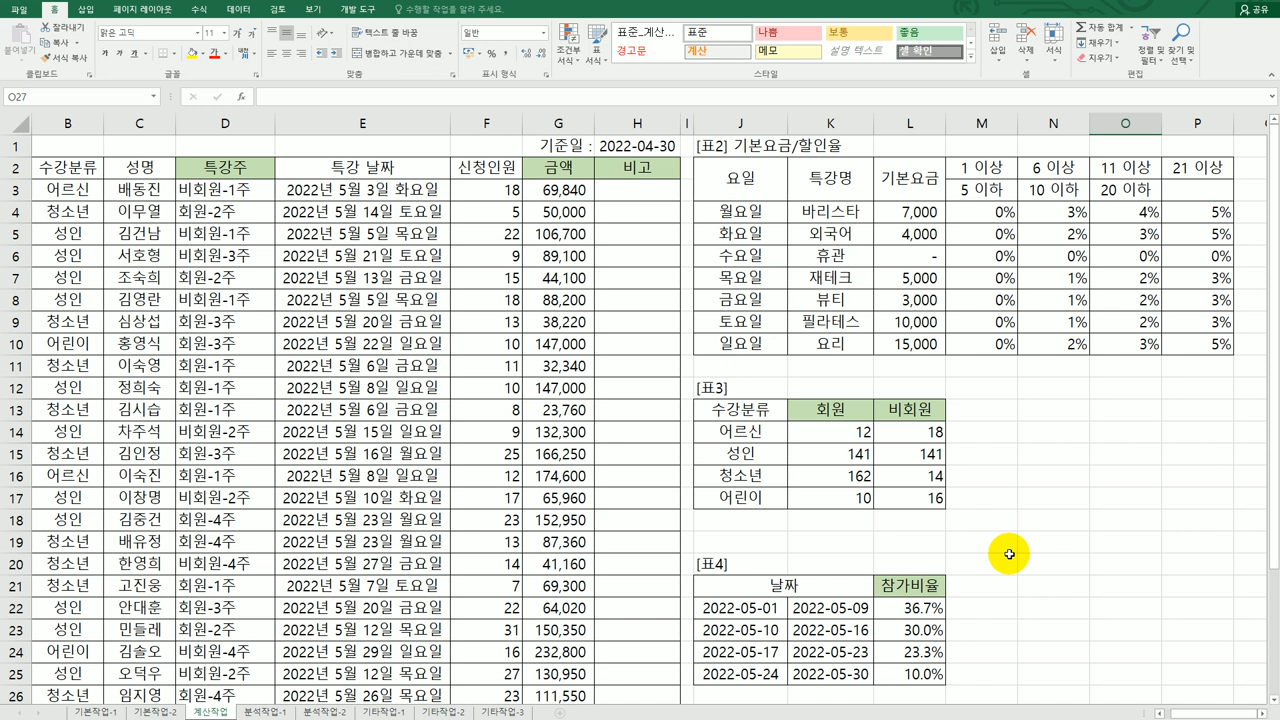 파일 홈 삽입 페이지 레이아웃 수식 데이터 검토 보기 개발 도구 수행할 작업을 알려 주세요. 공유
붙여넣기 잘라내기 복사 서식 복사 클립보드
맑은 고딕 11 가 가 가 가 가 글꼴
텍스트 줄 바꿈 병합하고 가운데 맞춤 맞춤
일반 % 표시 형식
조건부 서식 표 서식 표준_계산... 표준 나쁨 보통 좋음
경고문 계산 메모 설명 텍스트 셀 확인 스타일
삽입 삭제 서식 셀
자동 합계 채우기 지우기 정렬 및 필터 찾기 및 선택 편집
O27 fx
B C D E F G H I J K L M N O P
1 기준일 : 2022-04-30 [표2] 기본요금/할인율
2 수강분류 성명 특강주 특강 날짜 신청인원 금액 비고 요일 특강명 기본요금 1 이상 6 이상 11 이상 21 이상
3 어르신 배동진 비회원-1주 2022년 5월 3일 화요일 18 69,840 5 이하 10 이하 20 이하
4 청소년 이무열 회원-2주 2022년 5월 14일 토요일 5 50,000 월요일 바리스타 7,000 0% 3% 4% 5%
5 성인 김건남 비회원-1주 2022년 5월 5일 목요일 22 106,700 화요일 외국어 4,000 0% 2% 3% 5%
6 성인 서호형 비회원-3주 2022년 5월 21일 토요일 9 89,100 수요일 휴관 - 0% 0% 0% 0%
7 성인 조숙희 회원-2주 2022년 5월 13일 금요일 15 44,100 목요일 재테크 5,000 0% 1% 2% 3%
8 성인 김영란 비회원-1주 2022년 5월 5일 목요일 18 88,200 금요일 뷰티 3,000 0% 1% 2% 3%
9 청소년 심상섭 회원-3주 2022년 5월 20일 금요일 13 38,220 토요일 필라테스 10,000 0% 1% 2% 3%
10 어린이 홍영식 회원-3주 2022년 5월 22일 일요일 10 147,000 일요일 요리 15,000 0% 2% 3% 5%
11 청소년 이숙영 회원-1주 2022년 5월 6일 금요일 11 32,340
12 성인 정희숙 회원-1주 2022년 5월 8일 일요일 10 147,000 [표3]
13 청소년 김시습 회원-1주 2022년 5월 6일 금요일 8 23,760 수강분류 회원 비회원
14 성인 차주석 비회원-2주 2022년 5월 15일 일요일 9 132,300 어르신 12 18
15 청소년 김인정 회원-3주 2022년 5월 16일 월요일 25 166,250 성인 141 141
16 어르신 이숙진 회원-1주 2022년 5월 8일 일요일 12 174,600 청소년 162 14
17 성인 이창명 비회원-2주 2022년 5월 10일 화요일 17 65,960 어린이 10 16
18 성인 김중건 회원-4주 2022년 5월 23일 월요일 23 152,950
19 청소년 배유정 회원-4주 2022년 5월 23일 월요일 13 87,360
20 청소년 한영희 비회원-4주 2022년 5월 27일 금요일 14 41,160 [표4]
21 청소년 고진웅 회원-1주 2022년 5월 7일 토요일 7 69,300 날짜 참가비율
22 성인 안대훈 회원-3주 2022년 5월 20일 금요일 22 64,020 2022-05-01 2022-05-09 36.7%
23 성인 민들레 회원-2주 2022년 5월 12일 목요일 31 150,350 2022-05-10 2022-05-16 30.0%
24 어린이 김솔오 비회원-4주 2022년 5월 29일 일요일 16 232,800 2022-05-17 2022-05-23 23.3%
25 성인 오덕우 비회원-2주 2022년 5월 12일 목요일 27 130,950 2022-05-24 2022-05-30 10.0%
26 청소년 임지영 회원-4주 2022년 5월 26일 목요일 23 111,550
기본작업-1 기본작업-2 계산작업 분석작업-1 분석작업-2 기타작업-1 기타작업-2 기타작업-3